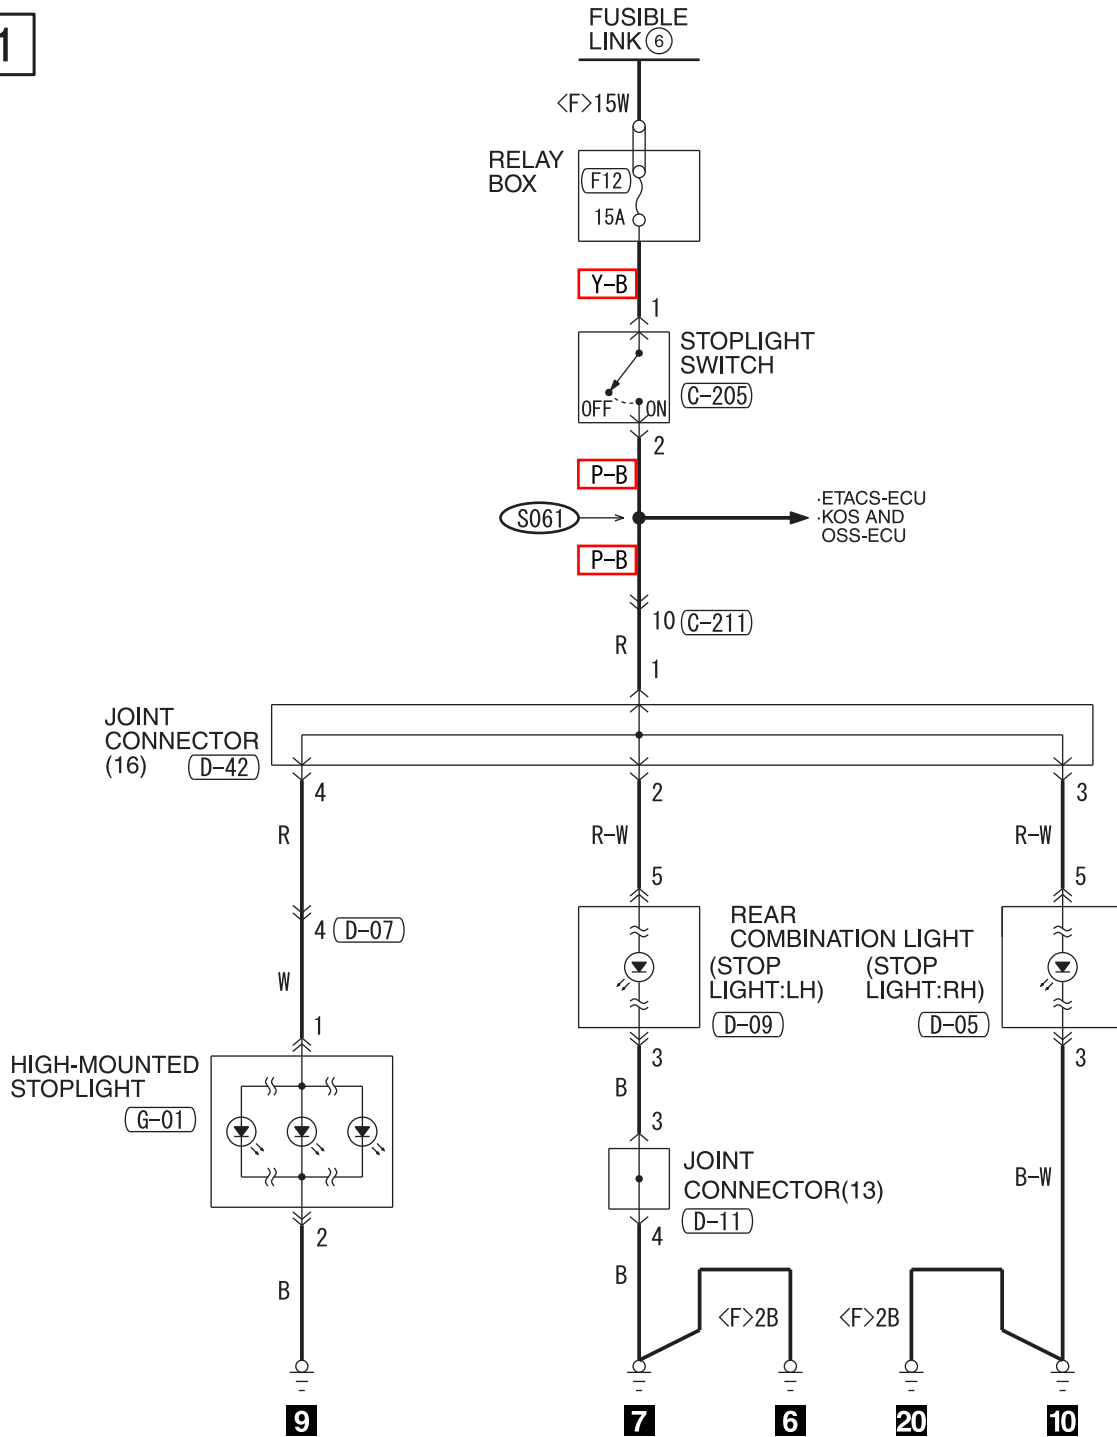 1
FUSIBLE
LINK 6
<F>15W
RELAY
BOX
F12
15A
Y-B
1
STOPLIGHT
SWITCH
C-205
OFF
ON
2
P-B
S061
·ETACS-ECU
·KOS AND
OSS-ECU
P-B
10 C-211
R
1
JOINT
CONNECTOR
(16) D-42
4
2
3
R
R-W
R-W
5
5
4 D-07
REAR
COMBINATION LIGHT
(STOP
LIGHT:LH)
D-09
(STOP
LIGHT:RH)
D-05
W
1
3
3
HIGH-MOUNTED
STOPLIGHT
G-01
B
3
JOINT
CONNECTOR(13)
D-11
B-W
2
4
B
B
<F>2B
<F>2B
9
7
6
20
10